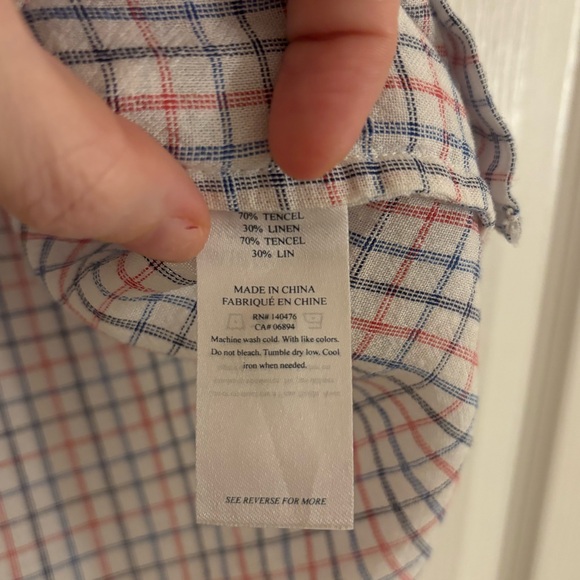 70% TENCEL
30% LINEN
70% TENCEL
30% LIN
MADE IN CHINA
FABRIQUÉ EN CHINE
RN# 140476
CA# 06894
Machine wash cold. With like colors.
Do not bleach. Tumble dry low. Cool
iron when needed.
SEE REVERSE FOR MORE